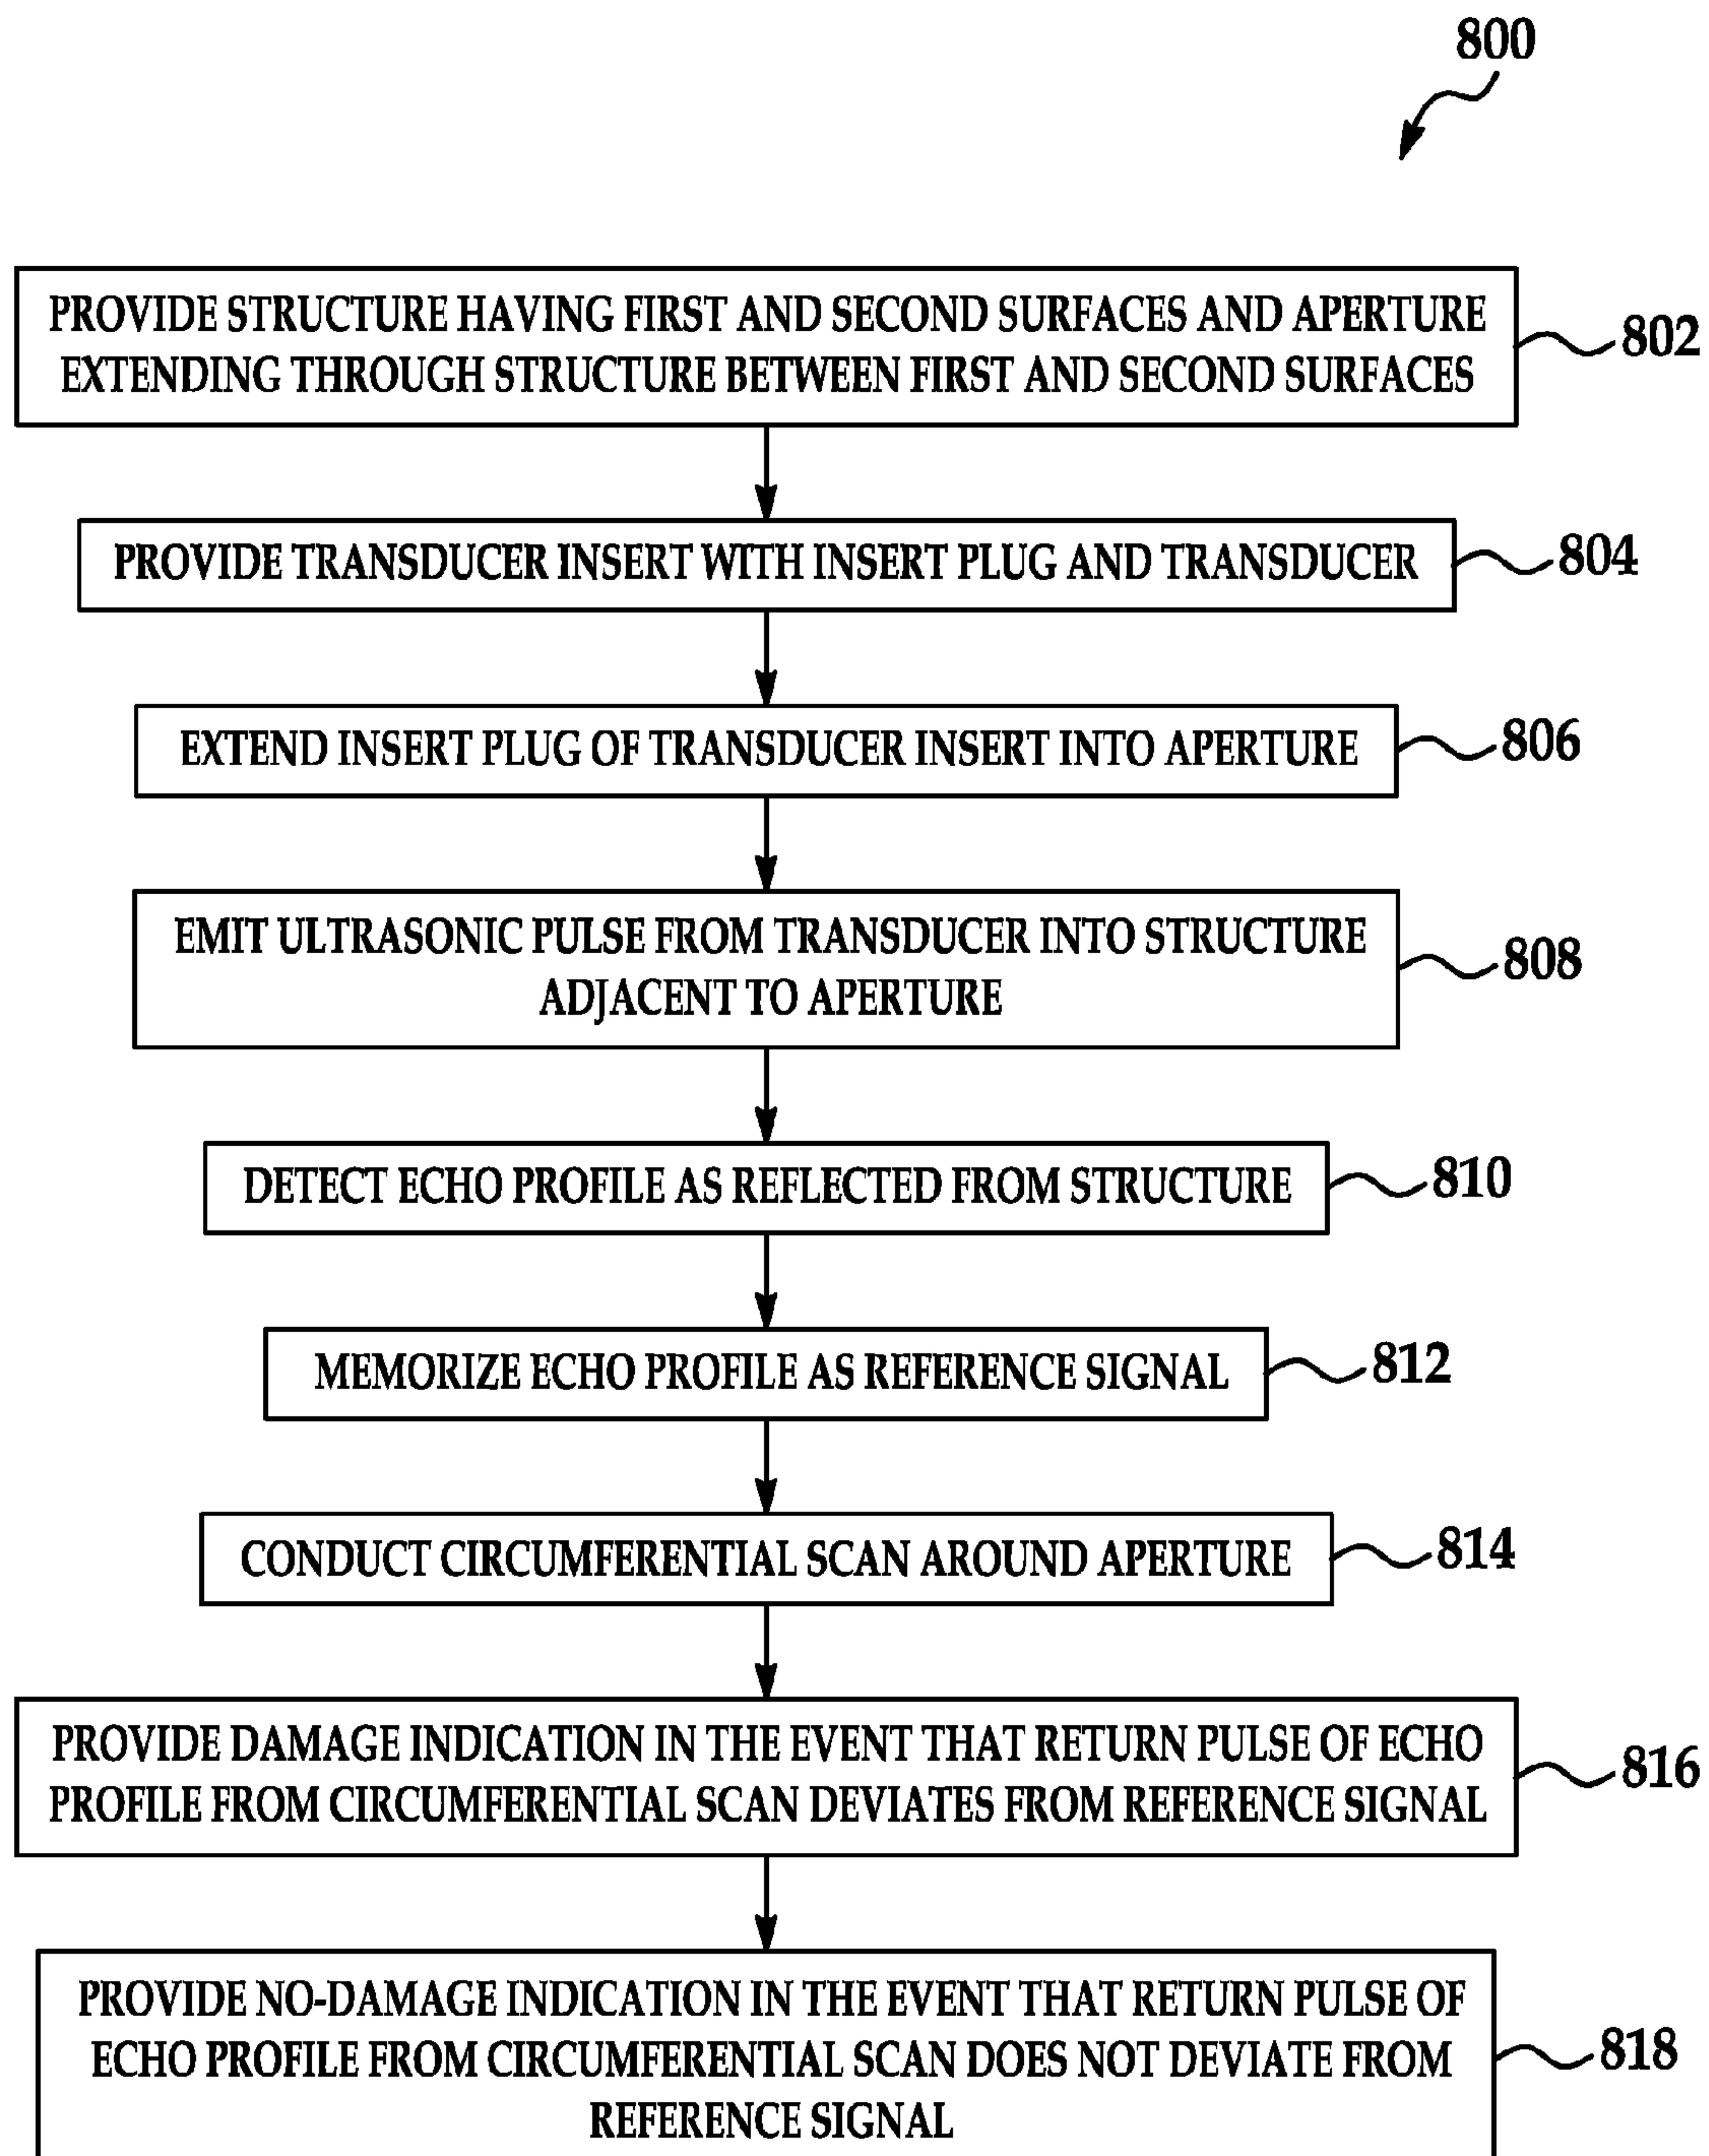 800
PROVIDE STRUCTURE HAVING FIRST AND SECOND SURFACES AND APERTURE
EXTENDING THROUGH STRUCTURE BETWEEN FIRST AND SECOND SURFACES
802
PROVIDE TRANSDUCER INSERT WITH INSERT PLUG AND TRANSDUCER
804
EXTEND INSERT PLUG OF TRANSDUCER INSERT INTO APERTURE
806
EMIT ULTRASONIC PULSE FROM TRANSDUCER INTO STRUCTURE
ADJACENT TO APERTURE
808
DETECT ECHO PROFILE AS REFLECTED FROM STRUCTURE
810
MEMORIZE ECHO PROFILE AS REFERENCE SIGNAL
812
CONDUCT CIRCUMFERENTIAL SCAN AROUND APERTURE
814
PROVIDE DAMAGE INDICATION IN THE EVENT THAT RETURN PULSE OF ECHO
PROFILE FROM CIRCUMFERENTIAL SCAN DEVIATES FROM REFERENCE SIGNAL
816
PROVIDE NO-DAMAGE INDICATION IN THE EVENT THAT RETURN PULSE OF
ECHO PROFILE FROM CIRCUMFERENTIAL SCAN DOES NOT DEVIATE FROM
REFERENCE SIGNAL
818